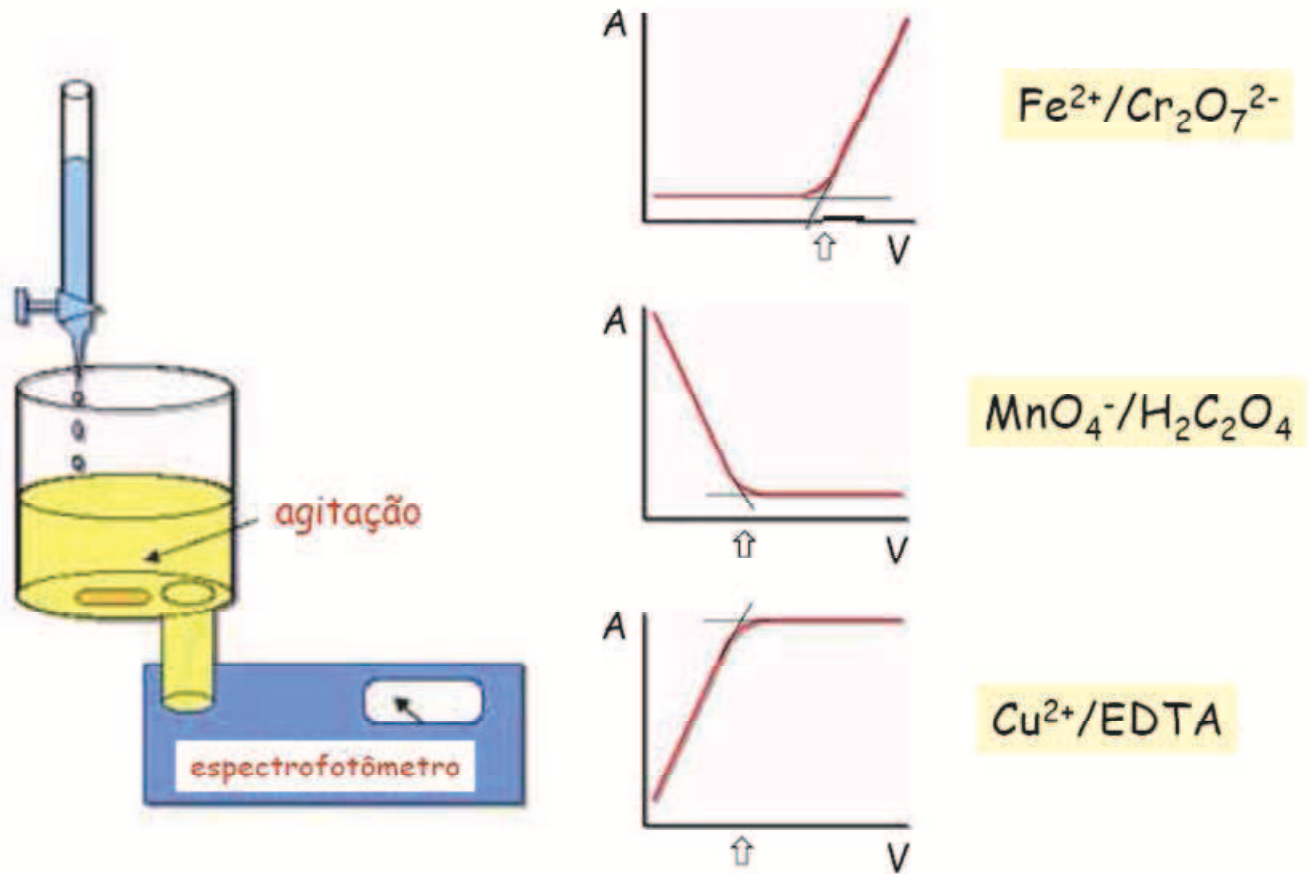 agitação
espectrofotômetro
A
V
Fe²⁺/Cr₂O₇²⁻
A
V
MnO₄⁻/H₂C₂O₄
A
V
Cu²⁺/EDTA